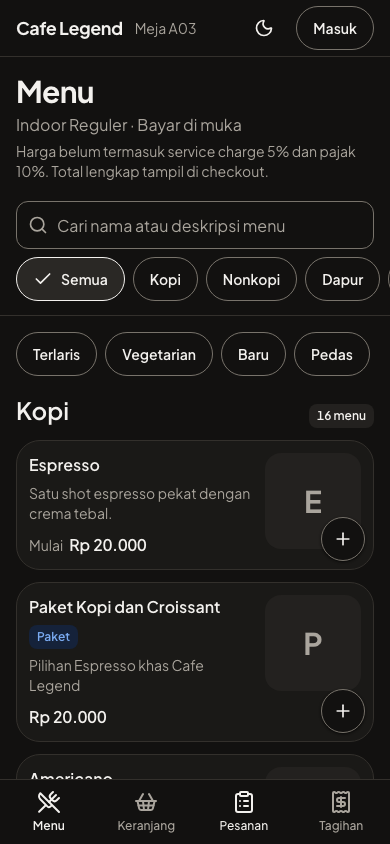 Cafe Legend Meja A03 Masuk
Menu
Indoor Reguler · Bayar di muka
Harga belum termasuk service charge 5% dan pajak
10%. Total lengkap tampil di checkout.
Cari nama atau deskripsi menu
Semua Kopi Nonkopi Dapur
Terlaris Vegetarian Baru Pedas
Kopi 16 menu
Espresso
Satu shot espresso pekat dengan
crema tebal.
Mulai Rp 20.000
E
Paket Kopi dan Croissant
Paket
Pilihan Espresso khas Cafe
Legend
Rp 20.000
P
Americano
Menu Keranjang Pesanan Tagihan